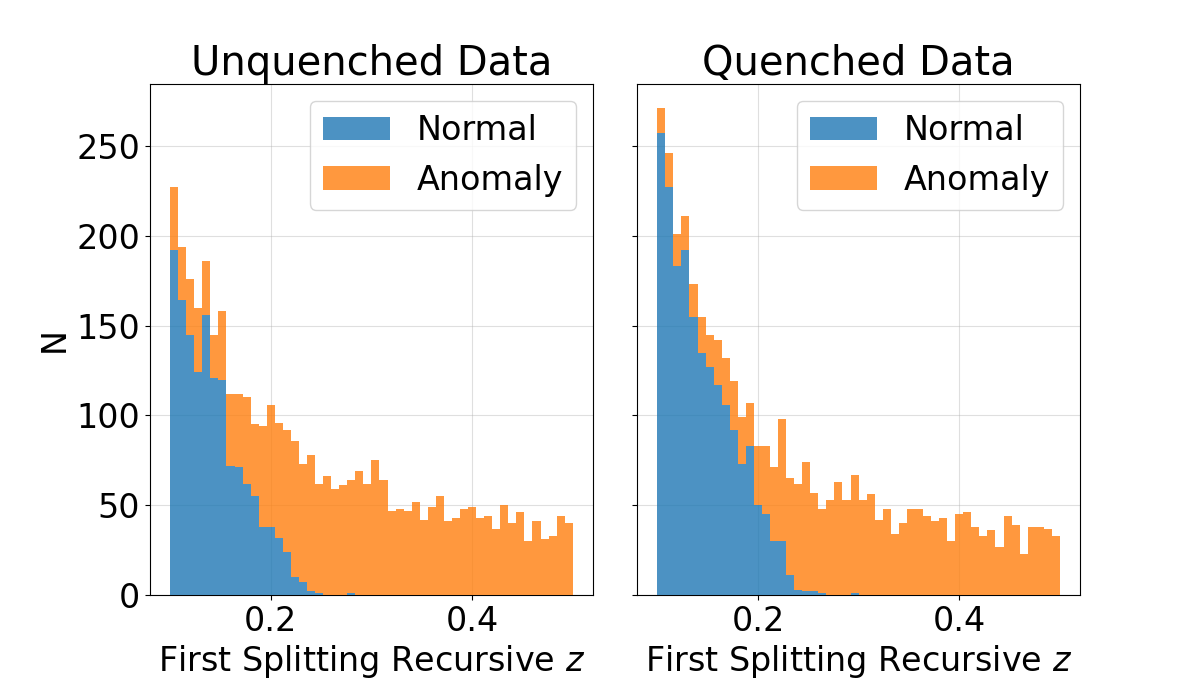 Unquenched Data
Normal
Anomaly
N
250
200
150
100
50
0
0.2
0.4
First Splitting Recursive z
Quenched Data
Normal
Anomaly
0.2
0.4
First Splitting Recursive z